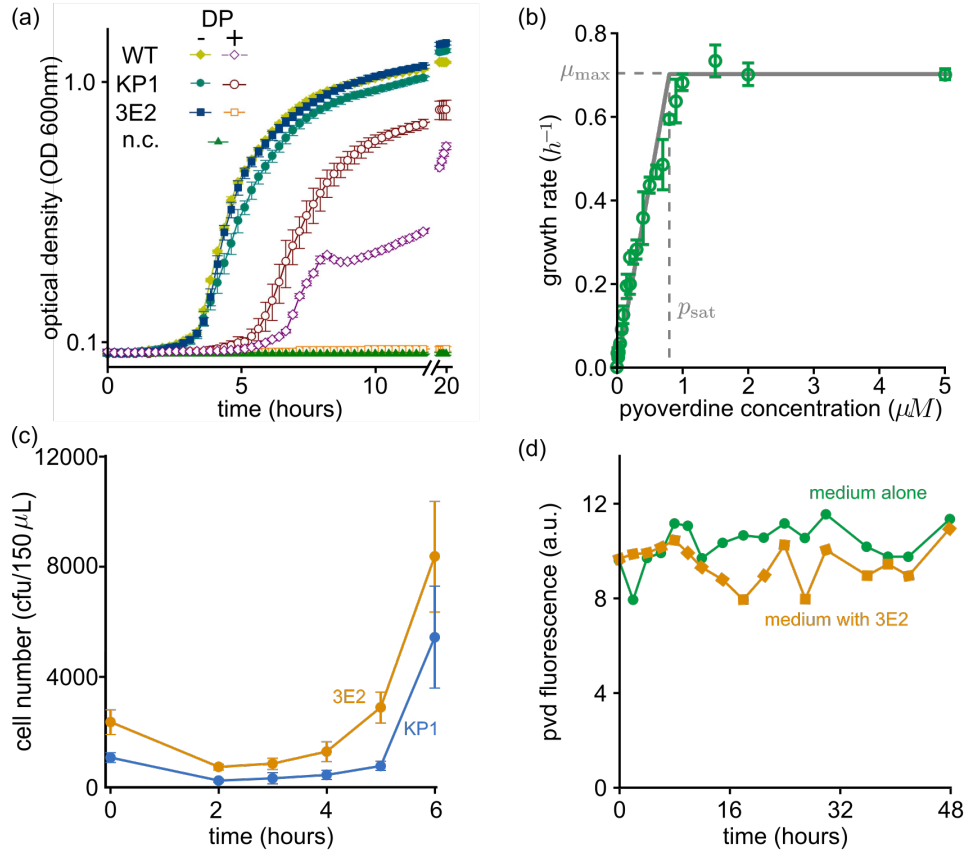 (a)
DP
- +
WT
KP1
3E2
n.c.
optical density (OD 600nm)
1.0
0.1
0 5 10 20
time (hours)
(b)
growth rate (h⁻¹)
0.8
0.6
0.4
0.2
0.0
μmax
psat
0 1 2 3 4 5
pyoverdine concentration (μM)
(c)
cell number (cfu/150 μL)
12000
8000
4000
0
3E2
KP1
0 2 4 6
time (hours)
(d)
pvd fluorescence (a.u.)
12
8
4
0
medium alone
medium with 3E2
0 16 32 48
time (hours)